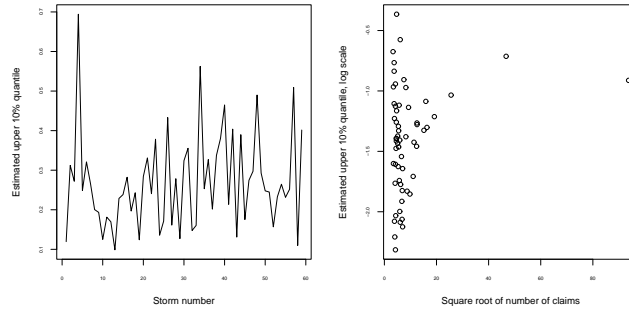 Estimated upper 10% quantile
0.7
0.6
0.5
0.4
0.3
0.2
0.1
0 10 20 30 40 50 60
Storm number
Estimated upper 10% quantile, log scale
-0.5
-1.0
-1.5
-2.0
0 20 40 60 80
Square root of number of claims